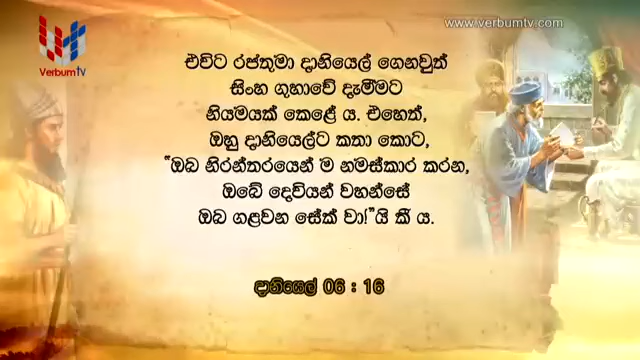 www.verbumtv.com
VerbumTV
එවිට රජතුමා දානියෙල් ගෙනවුත්
සිංහ ගුහාවේ දැමීමට
නියමයක් කෙළේ ය. එහෙත්,
ඔහු දානියෙල්ට කතා කොට,
“ඔබ නිරන්තරයෙන් ම නමස්කාර කරන,
ඔබේ දෙවියන් වහන්සේ
ඔබ ගළවන සේක් වා!”යි කී ය.
දානියෙල් 06 : 16